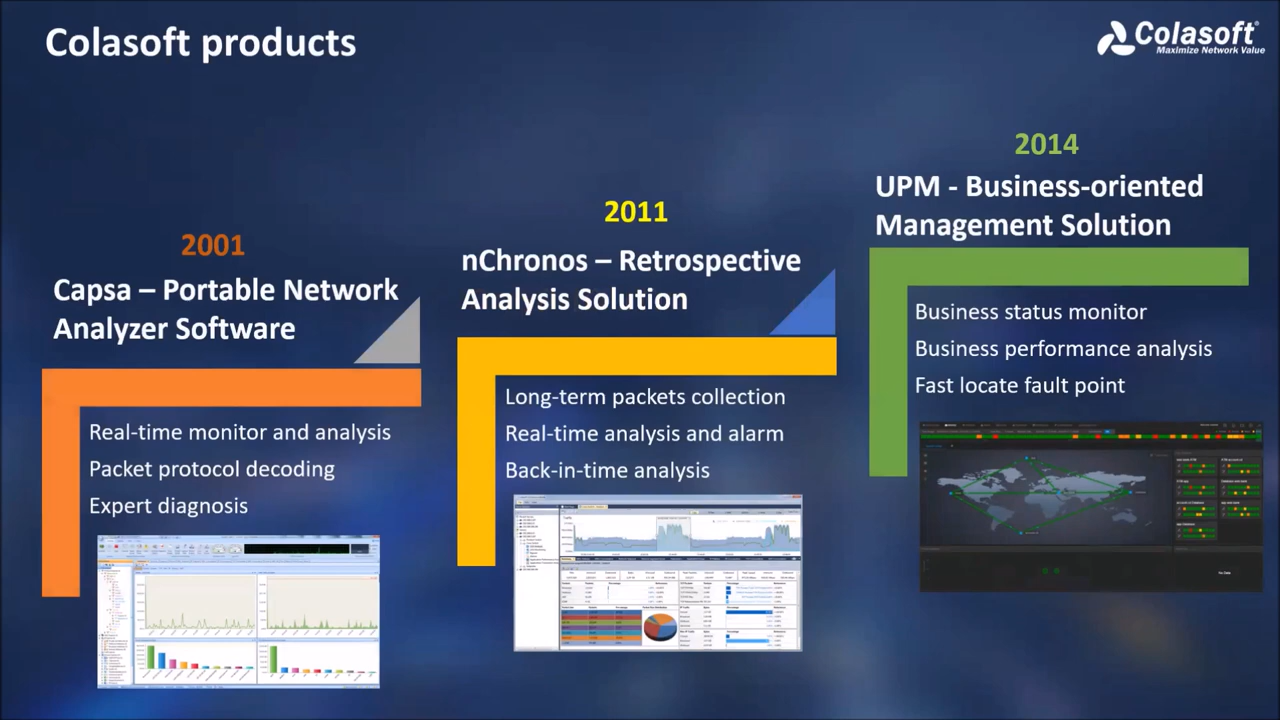 Colasoft products
Colasoft®
Maximize Network Value
2001
Capsa – Portable Network
Analyzer Software
Real-time monitor and analysis
Packet protocol decoding
Expert diagnosis
2011
nChronos – Retrospective
Analysis Solution
Long-term packets collection
Real-time analysis and alarm
Back-in-time analysis
2014
UPM - Business-oriented
Management Solution
Business status monitor
Business performance analysis
Fast locate fault point